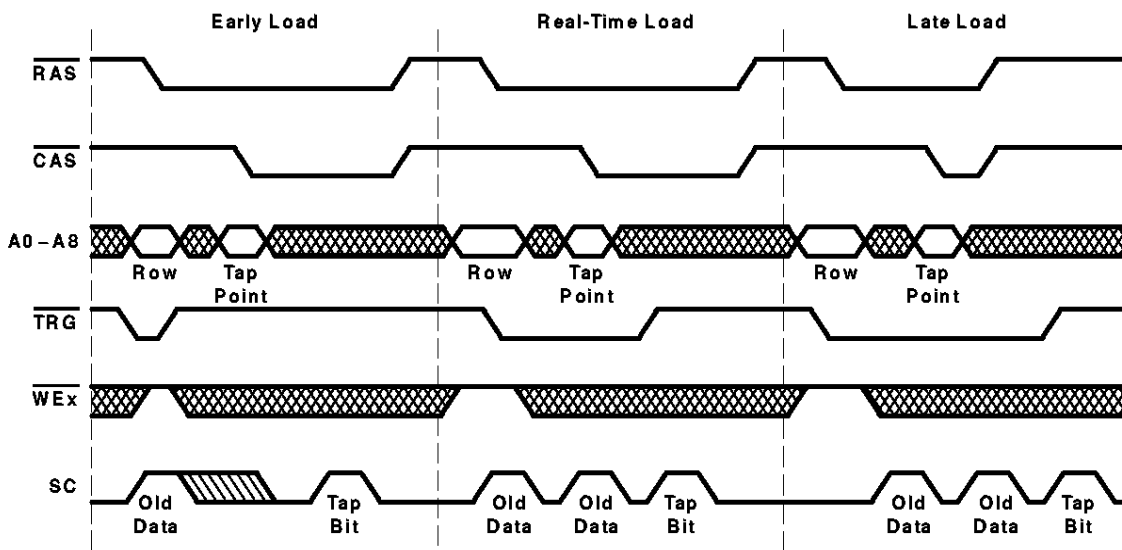 Early Load
Real-Time Load
Late Load
RAS
CAS
A0–A8
Row
Tap
Point
Row
Tap
Point
Row
Tap
Point
TRG
WEx
SC
Old
Data
Tap
Bit
Old
Data
Old
Data
Tap
Bit
Old
Data
Old
Data
Tap
Bit